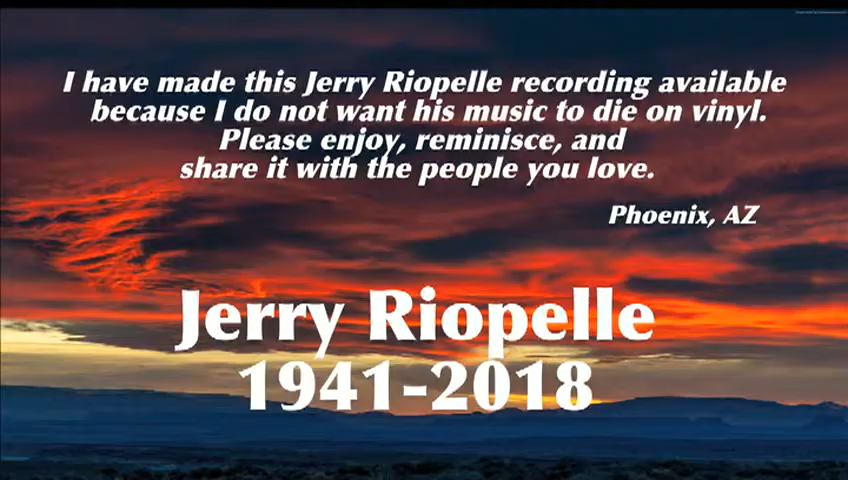 I have made this Jerry Riopelle recording available
because I do not want his music to die on vinyl.
Please enjoy, reminisce, and
share it with the people you love.
Phoenix, AZ
Jerry Riopelle
1941-2018